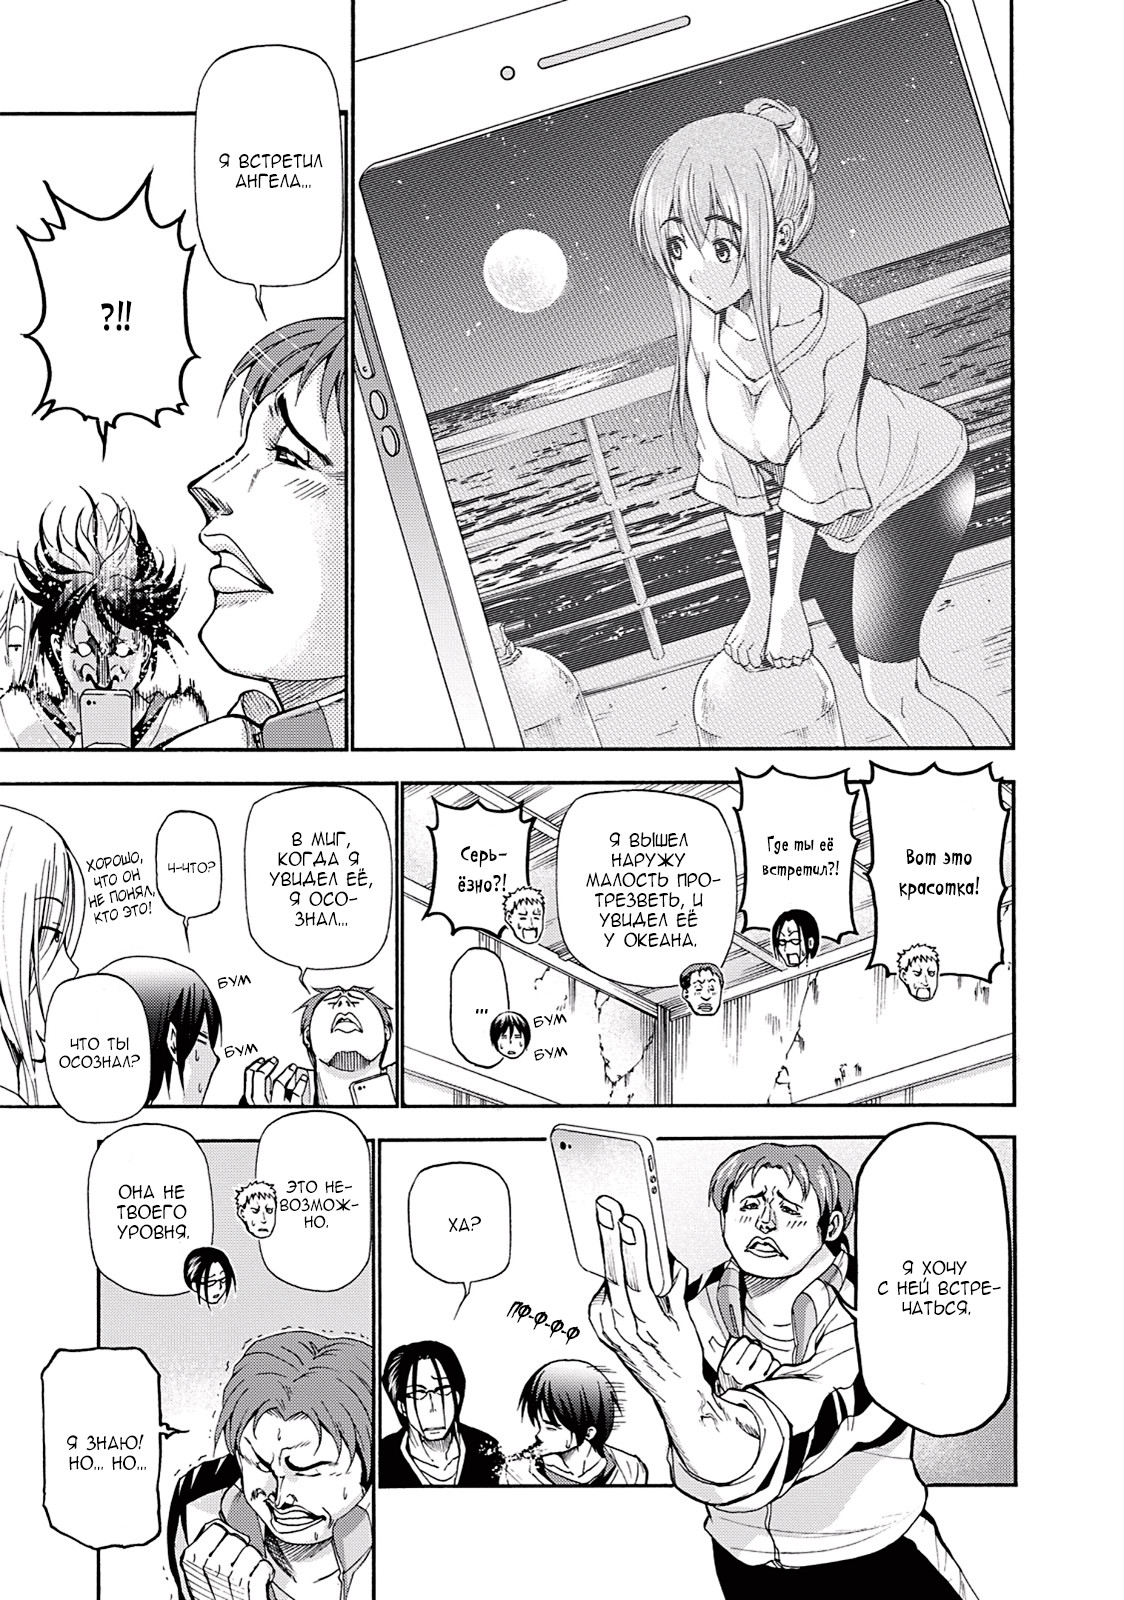 Я ВСТРЕТИЛ
АНГЕЛА...
?!!
Вот это
красотка!
Где ты её
встретил?!
Я ВЫШЕЛ
НАРУЖУ
МАЛОСТЬ ПРО-
ТРЕЗВЕТЬ, И
УВИДЕЛ ЕЁ
У ОКЕАНА.
Серь-
ёзно?!
...
БУМ
БУМ
В МИГ,
КОГДА Я
УВИДЕЛ ЕЁ,
Я ОСО-
ЗНАЛ...
БУМ
БУМ
Ч-ЧТО?
ХОРОШО,
ЧТО ОН
НЕ ПОНЯЛ,
КТО ЭТО!
ЧТО ТЫ
ОСОЗНАЛ?
Я ХОЧУ
С НЕЙ ВСТРЕ-
ЧАТЬСЯ.
ПФ-Ф-Ф-Ф
ХА?
ЭТО НЕ-
ВОЗМОЖ-
НО.
ОНА НЕ
ТВОЕГО
УРОВНЯ.
Я ЗНАЮ!
НО... НО...